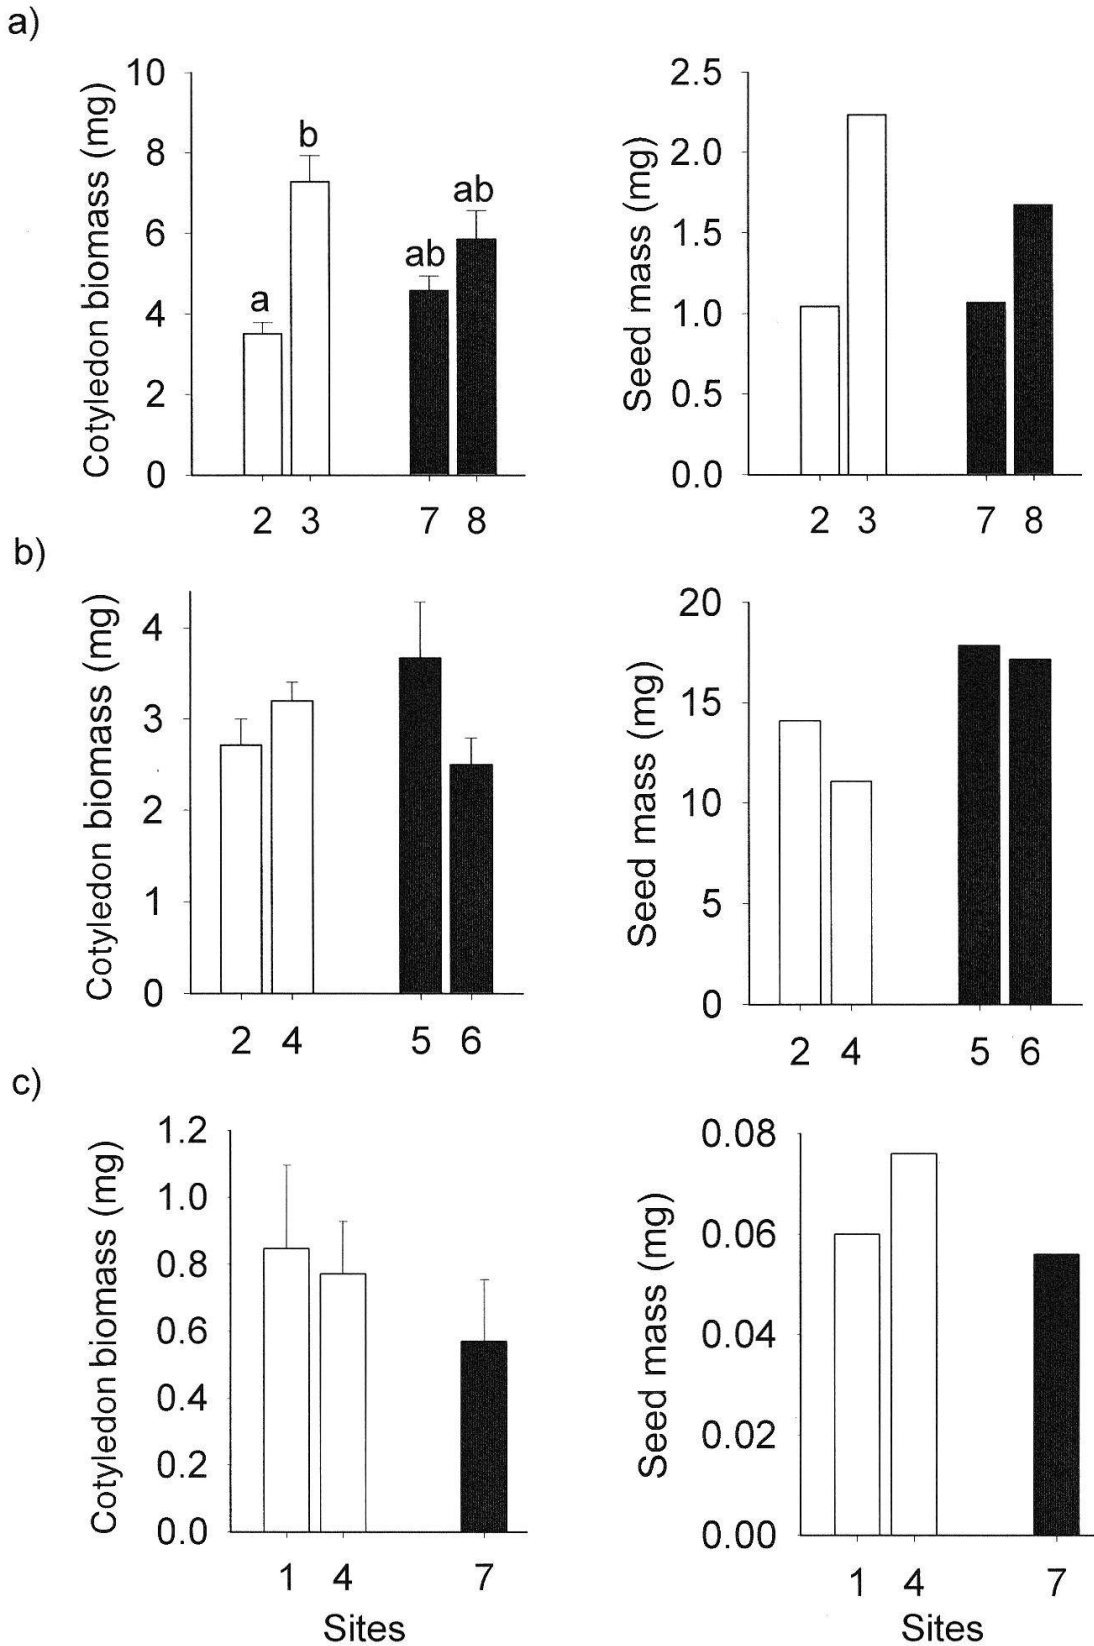 a)
Cotyledon biomass (mg)
10
8
6
4
2
0
a
b
ab
ab
2 3 7 8
Seed mass (mg)
2.5
2.0
1.5
1.0
0.5
0.0
2 3 7 8
b)
Cotyledon biomass (mg)
4
3
2
1
0
2 4 5 6
Seed mass (mg)
20
15
10
5
0
2 4 5 6
c)
Cotyledon biomass (mg)
1.2
1.0
0.8
0.6
0.4
0.2
0.0
1 4 7
Sites
Seed mass (mg)
0.08
0.06
0.04
0.02
0.00
1 4 7
Sites